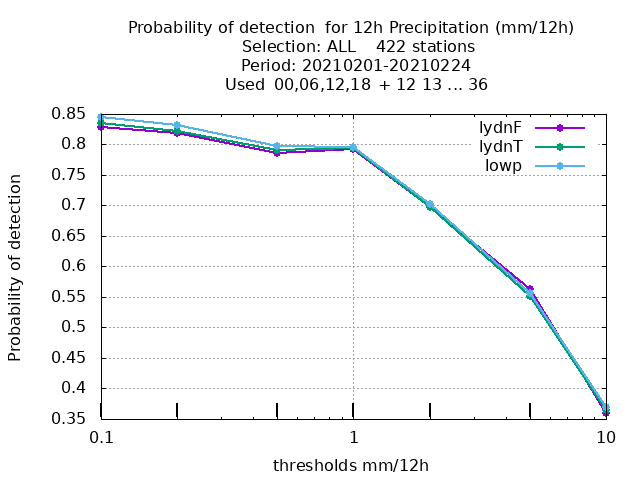 Probability of detection  for 12h Precipitation (mm/12h)
Selection: ALL    422 stations
Period: 20210201-20210224
Used  00,06,12,18  + 12 13 ... 36
lydnF
lydnT
lowp
0.85
0.8
0.75
0.7
0.65
0.6
0.55
0.5
0.45
0.4
0.35
Probability of detection
0.1 1 10
thresholds mm/12h